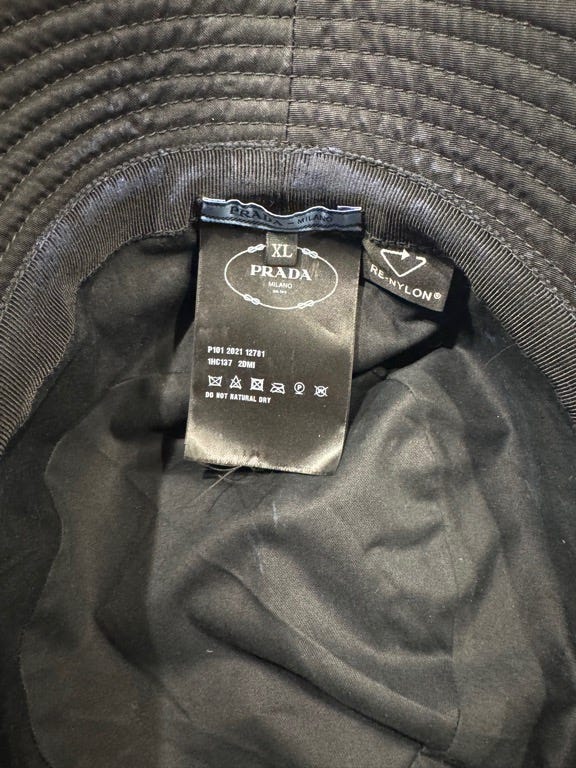 PRADA - MILANO
XL
PRADA
MILANO
RE-NYLON®
P101 2021 12781
1HC137 2DMI
P
DO NOT NATURAL DRY